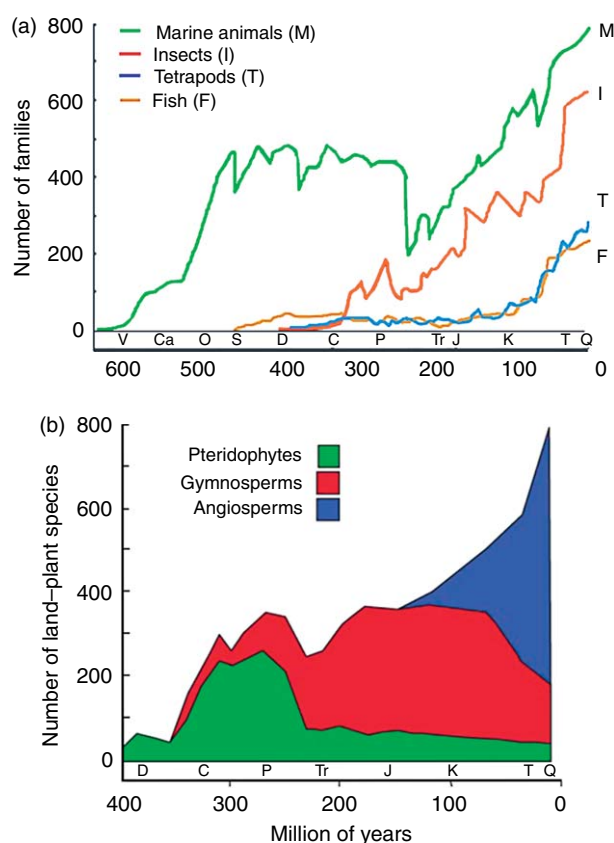 (a)
800
600
400
200
0
Number of families
Marine animals (M)
Insects (I)
Tetrapods (T)
Fish (F)
M
I
T
F
V Ca O S D C P Tr J K T Q
600 500 400 300 200 100 0
(b)
800
600
400
200
0
Number of land–plant species
Pteridophytes
Gymnosperms
Angiosperms
D C P Tr J K T Q
400 300 200 100 0
Million of years